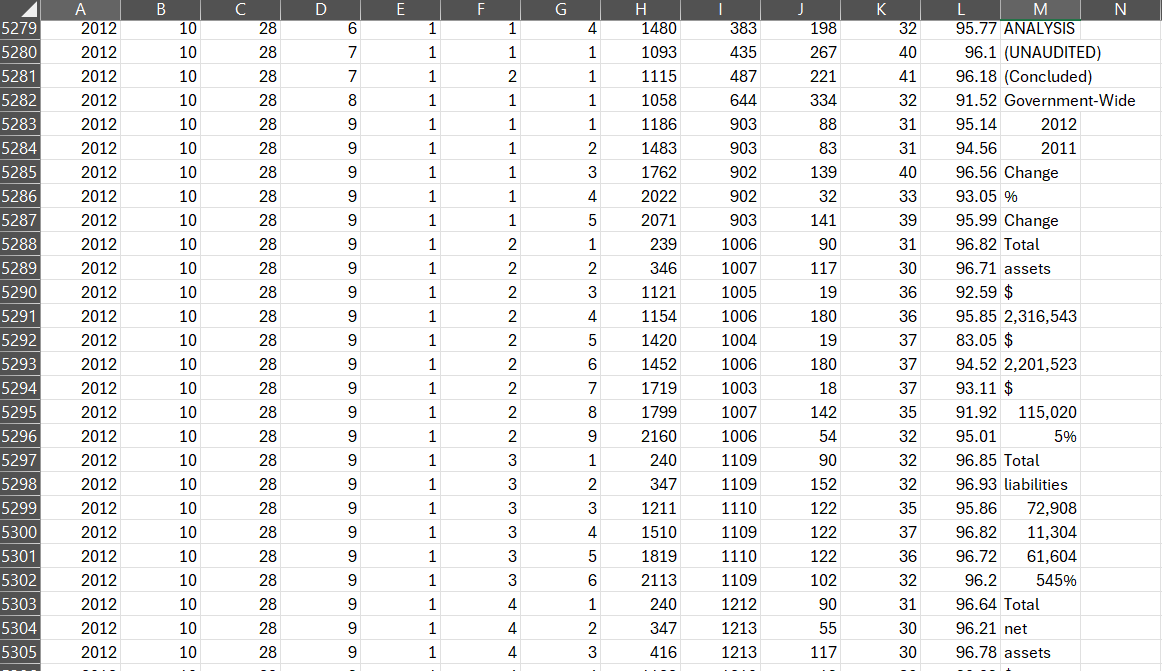 A B C D E F G H I J K L M N
5279 2012 10 28 6 1 1 4 1480 383 198 32 95.77 ANALYSIS
5280 2012 10 28 7 1 1 1 1093 435 267 40 96.1 (UNAUDITED)
5281 2012 10 28 7 1 2 1 1115 487 221 41 96.18 (Concluded)
5282 2012 10 28 8 1 1 1 1058 644 334 32 91.52 Government-Wide
5283 2012 10 28 9 1 1 1 1186 903 88 31 95.14 2012
5284 2012 10 28 9 1 1 2 1483 903 83 31 94.56 2011
5285 2012 10 28 9 1 1 3 1762 902 139 40 96.56 Change
5286 2012 10 28 9 1 1 4 2022 902 32 33 93.05 %
5287 2012 10 28 9 1 1 5 2071 903 141 39 95.99 Change
5288 2012 10 28 9 1 2 1 239 1006 90 31 96.82 Total
5289 2012 10 28 9 1 2 2 346 1007 117 30 96.71 assets
5290 2012 10 28 9 1 2 3 1121 1005 19 36 92.59 $
5291 2012 10 28 9 1 2 4 1154 1006 180 36 95.85 2,316,543
5292 2012 10 28 9 1 2 5 1420 1004 19 37 83.05 $
5293 2012 10 28 9 1 2 6 1452 1006 180 37 94.52 2,201,523
5294 2012 10 28 9 1 2 7 1719 1003 18 37 93.11 $
5295 2012 10 28 9 1 2 8 1799 1007 142 35 91.92 115,020
5296 2012 10 28 9 1 2 9 2160 1006 54 32 95.01 5%
5297 2012 10 28 9 1 3 1 240 1109 90 32 96.85 Total
5298 2012 10 28 9 1 3 2 347 1109 152 32 96.93 liabilities
5299 2012 10 28 9 1 3 3 1211 1110 122 35 95.86 72,908
5300 2012 10 28 9 1 3 4 1510 1109 122 37 96.82 11,304
5301 2012 10 28 9 1 3 5 1819 1110 122 36 96.72 61,604
5302 2012 10 28 9 1 3 6 2113 1109 102 32 96.2 545%
5303 2012 10 28 9 1 4 1 240 1212 90 31 96.64 Total
5304 2012 10 28 9 1 4 2 347 1213 55 30 96.21 net
5305 2012 10 28 9 1 4 3 416 1213 117 30 96.78 assets